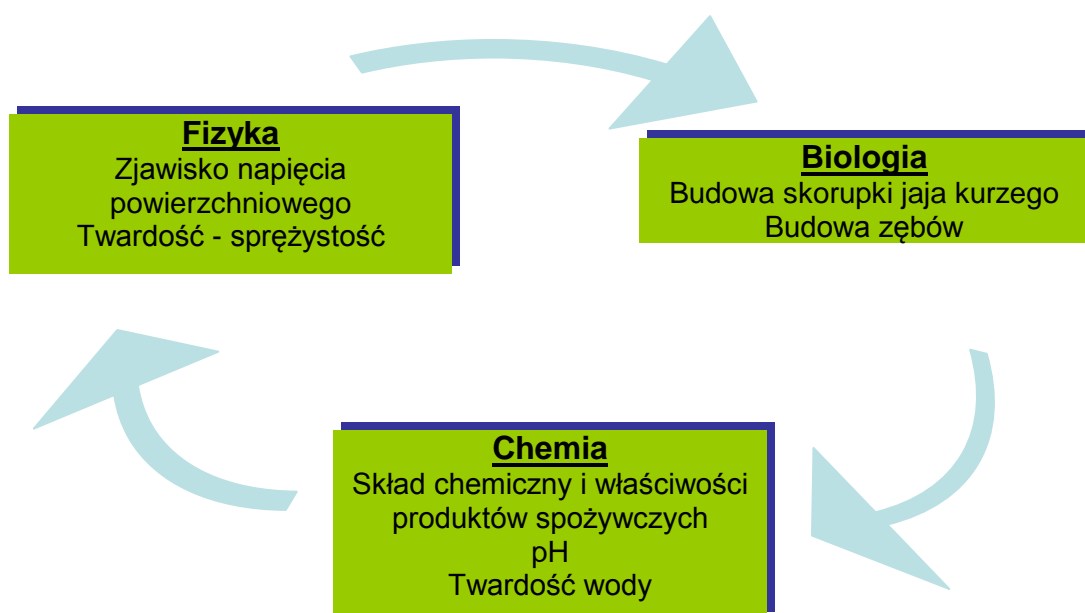 Fizyka
Zjawisko napięcia
powierzchniowego
Twardość - sprężystość
Biologia
Budowa skorupki jaja kurzego
Budowa zębów
Chemia
Skład chemiczny i właściwości
produktów spożywczych
pH
Twardość wody